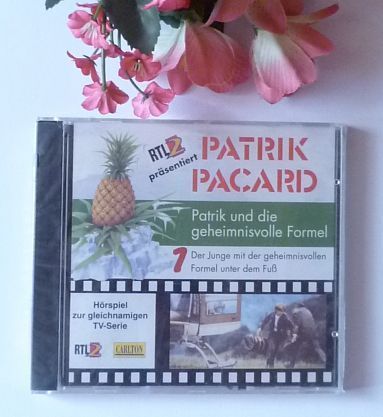 RTL2
präsentiert
PATRIK
PACARD
Patrik und die
geheimnisvolle Formel
1 Der Junge mit der geheimnisvollen
Formel unter dem Fuß
Hörspiel
zur gleichnamigen
TV-Serie
RTL2 CARLTON